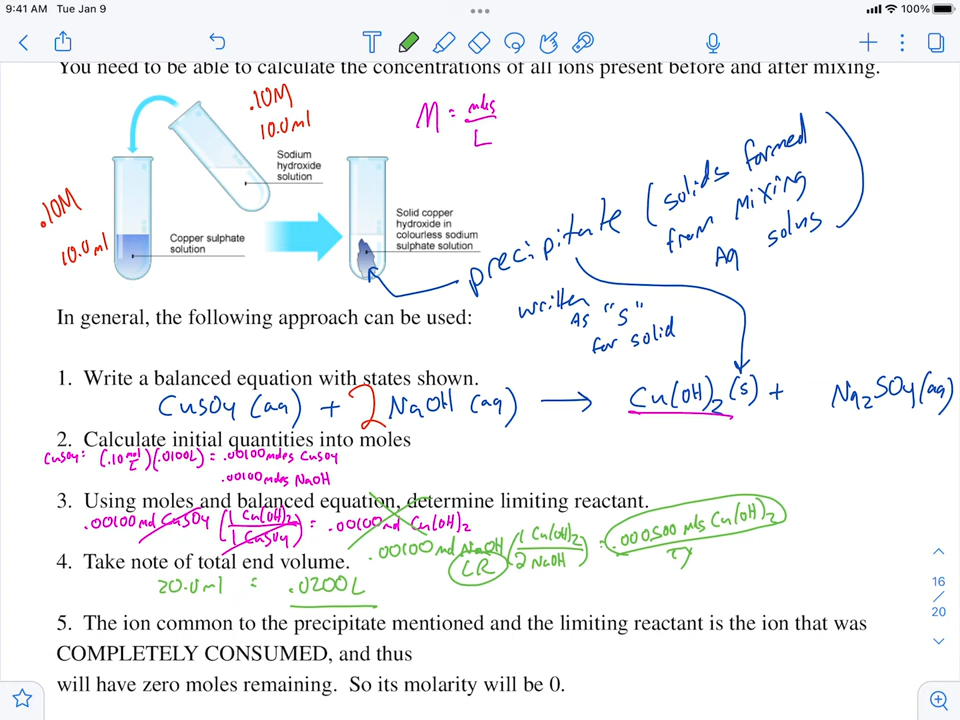 9:41 AM Tue Jan 9
100%
You need to be able to calculate the concentrations of all ions present before and after mixing.
.10M
10.0ml
M = moles
L
Sodium
hydroxide
solution
.10M
10.0ml
Copper sulphate
solution
Solid copper
hydroxide in
colourless sodium
sulphate solution
precipitate (solids formed
from mixing
Aq solns)
written
As "s"
for solid
In general, the following approach can be used:
1. Write a balanced equation with states shown.
CuSO4 (aq) + 2 NaOH (aq) → Cu(OH)2 (s) + Na2SO4 (aq)
2. Calculate initial quantities into moles
CuSO4: (.10 mol/L)(.0100L) = .00100 moles CuSO4
.00100 moles NaOH
3. Using moles and balanced equation, determine limiting reactant.
.00100 mol CuSO4 (1 Cu(OH)2 / 1 CuSO4) = .00100 mol Cu(OH)2
.00100 mol NaOH (1 Cu(OH)2 / 2 NaOH) = .000500 mols Cu(OH)2
LR
TY
4. Take note of total end volume.
20.0ml = .0200L
5. The ion common to the precipitate mentioned and the limiting reactant is the ion that was
COMPLETELY CONSUMED, and thus
will have zero moles remaining. So its molarity will be 0.
16
/
20